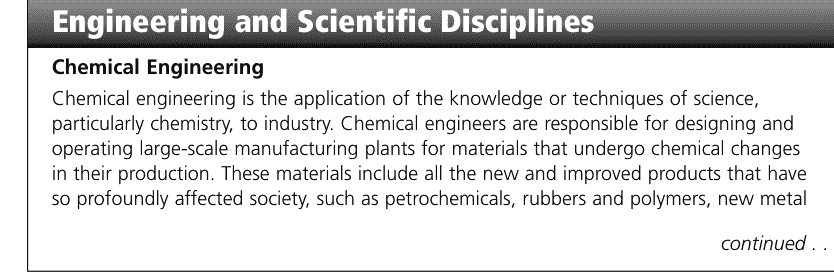 Engineering and Scientific Disciplines
Chemical Engineering
Chemical engineering is the application of the knowledge or techniques of science,
particularly chemistry, to industry. Chemical engineers are responsible for designing and
operating large-scale manufacturing plants for materials that undergo chemical changes
in their production. These materials include all the new and improved products that have
so profoundly affected society, such as petrochemicals, rubbers and polymers, new metal
continued . .